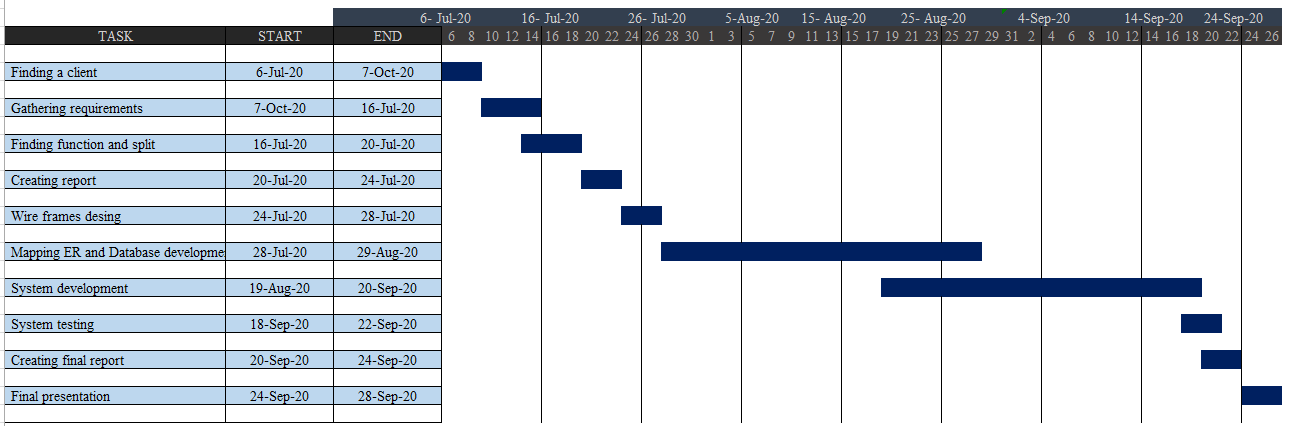 6- Jul-20 16- Jul-20 26- Jul-20 5-Aug-20 15- Aug-20 25- Aug-20 4-Sep-20 14-Sep-20 24-Sep-20
TASK START END 6 8 10 12 14 16 18 20 22 24 26 28 30 1 3 5 7 9 11 13 15 17 19 21 23 25 27 29 31 2 4 6 8 10 12 14 16 18 20 22 24 26
Finding a client 6-Jul-20 7-Oct-20
Gathering requirements 7-Oct-20 16-Jul-20
Finding function and split 16-Jul-20 20-Jul-20
Creating report 20-Jul-20 24-Jul-20
Wire frames desing 24-Jul-20 28-Jul-20
Mapping ER and Database developme 28-Jul-20 29-Aug-20
System development 19-Aug-20 20-Sep-20
System testing 18-Sep-20 22-Sep-20
Creating final report 20-Sep-20 24-Sep-20
Final presentation 24-Sep-20 28-Sep-20